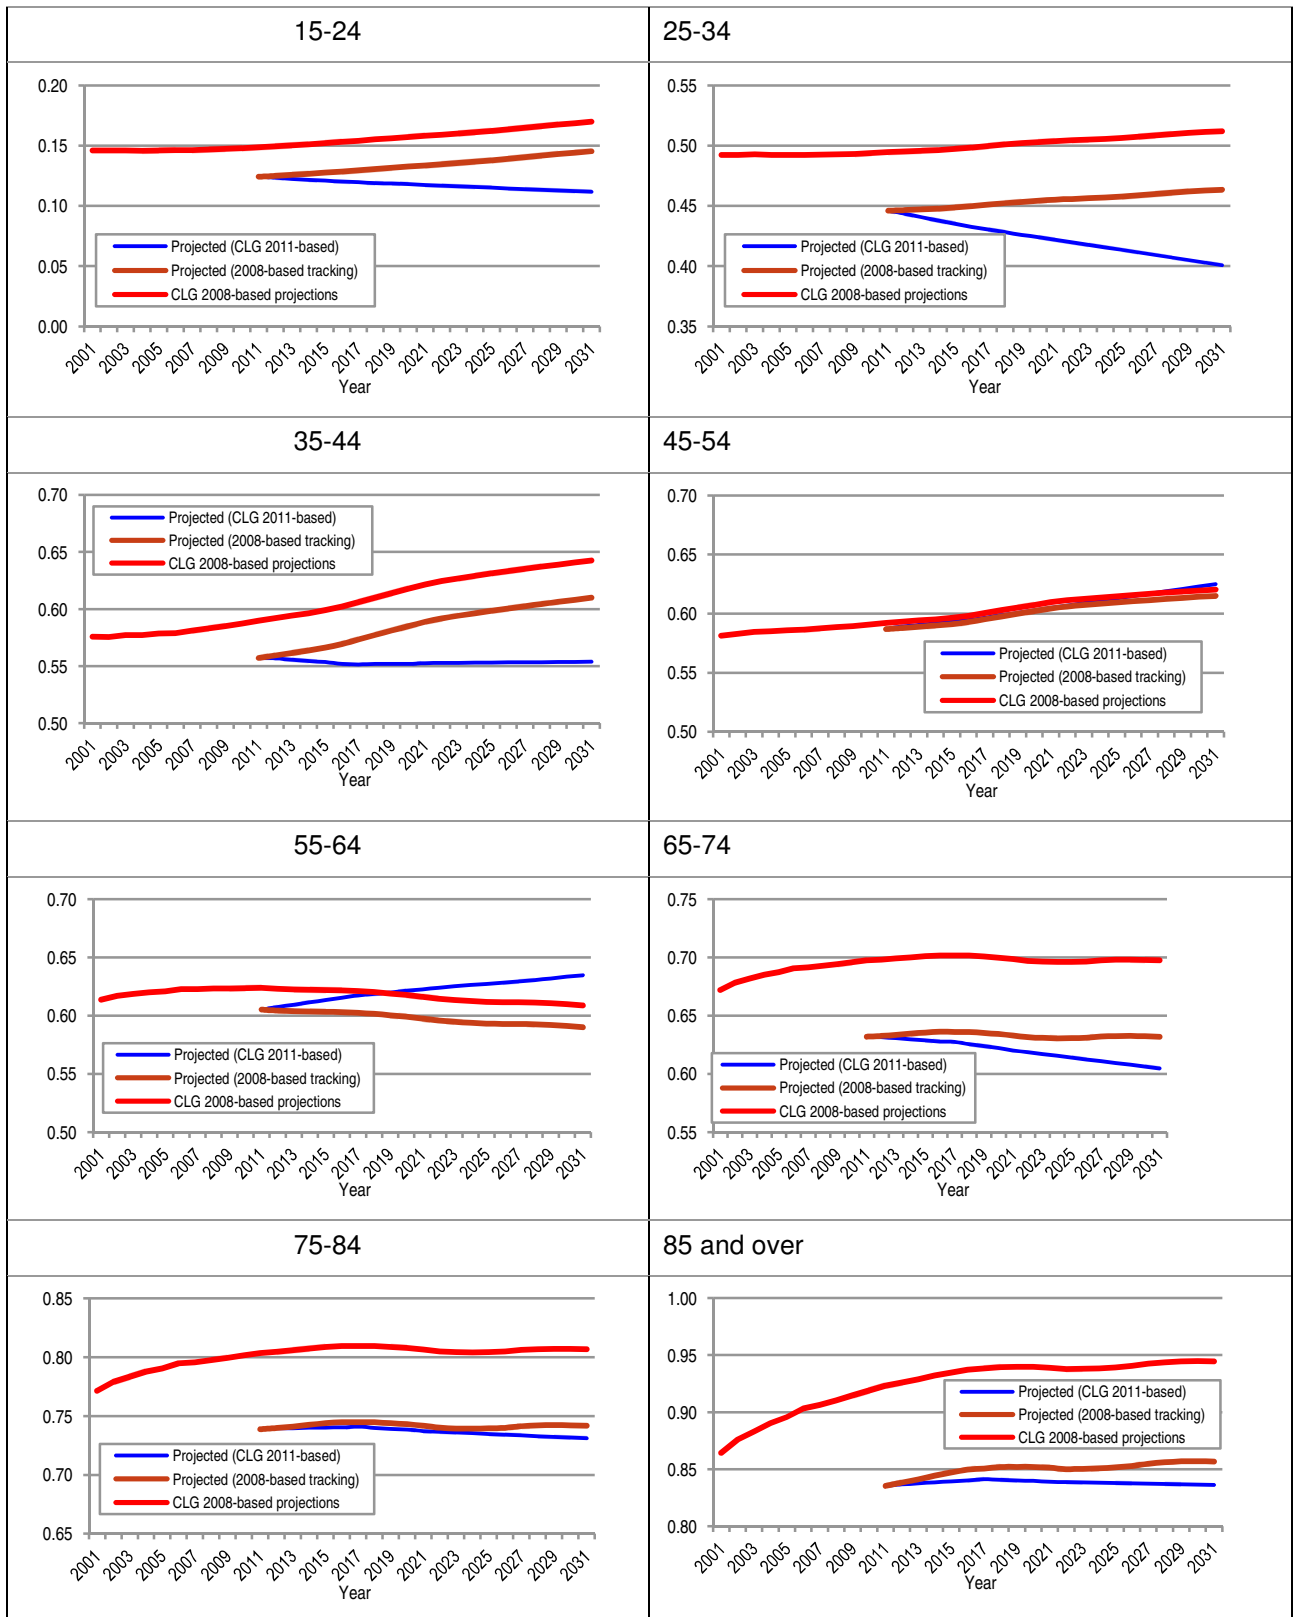 15-24
0.20
0.15
0.10
0.05
0.00
Projected (CLG 2011-based)
Projected (2008-based tracking)
CLG 2008-based projections
2001 2003 2005 2007 2009 2011 2013 2015 2017 2019 2021 2023 2025 2027 2029 2031
Year
25-34
0.55
0.50
0.45
0.40
0.35
Projected (CLG 2011-based)
Projected (2008-based tracking)
CLG 2008-based projections
2001 2003 2005 2007 2009 2011 2013 2015 2017 2019 2021 2023 2025 2027 2029 2031
Year
35-44
0.70
0.65
0.60
0.55
0.50
Projected (CLG 2011-based)
Projected (2008-based tracking)
CLG 2008-based projections
2001 2003 2005 2007 2009 2011 2013 2015 2017 2019 2021 2023 2025 2027 2029 2031
Year
45-54
0.70
0.65
0.60
0.55
0.50
Projected (CLG 2011-based)
Projected (2008-based tracking)
CLG 2008-based projections
2001 2003 2005 2007 2009 2011 2013 2015 2017 2019 2021 2023 2025 2027 2029 2031
Year
55-64
0.70
0.65
0.60
0.55
0.50
Projected (CLG 2011-based)
Projected (2008-based tracking)
CLG 2008-based projections
2001 2003 2005 2007 2009 2011 2013 2015 2017 2019 2021 2023 2025 2027 2029 2031
Year
65-74
0.75
0.70
0.65
0.60
0.55
Projected (CLG 2011-based)
Projected (2008-based tracking)
CLG 2008-based projections
2001 2003 2005 2007 2009 2011 2013 2015 2017 2019 2021 2023 2025 2027 2029 2031
Year
75-84
0.85
0.80
0.75
0.70
0.65
Projected (CLG 2011-based)
Projected (2008-based tracking)
CLG 2008-based projections
2001 2003 2005 2007 2009 2011 2013 2015 2017 2019 2021 2023 2025 2027 2029 2031
Year
85 and over
1.00
0.95
0.90
0.85
0.80
Projected (CLG 2011-based)
Projected (2008-based tracking)
CLG 2008-based projections
2001 2003 2005 2007 2009 2011 2013 2015 2017 2019 2021 2023 2025 2027 2029 2031
Year